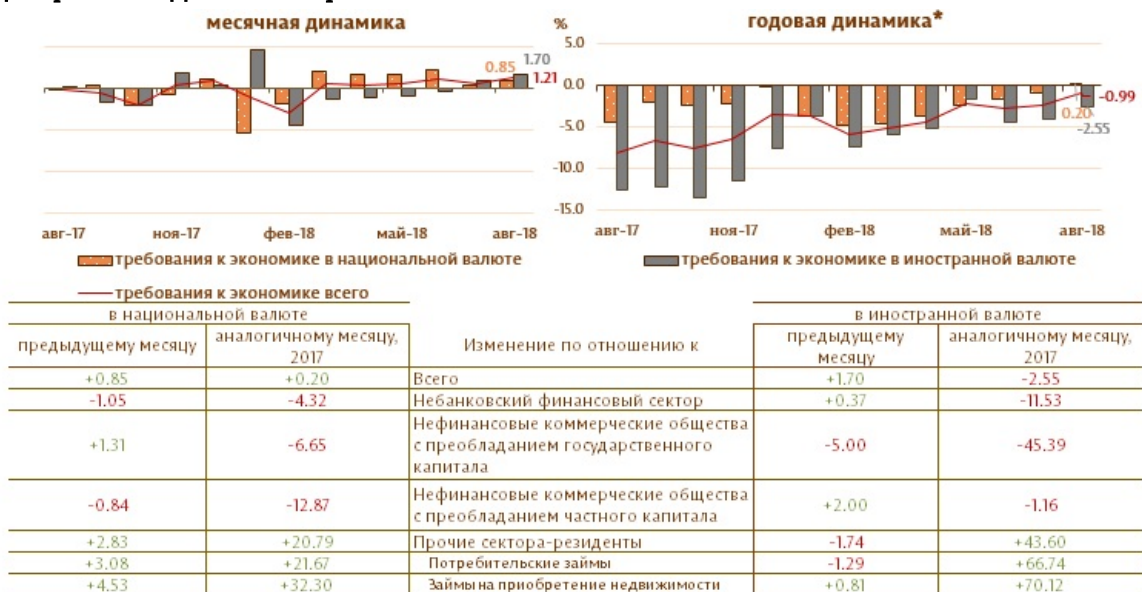 месячная динамика
%
годовая динамика*
5.0
1.70
0.85
1.21
0.0
-0.99
0.20
-2.55
-5.0
-10.0
-15.0
авг-17 ноя-17 фев-18 май-18 авг-18
авг-17 ноя-17 фев-18 май-18 авг-18
требования к экономике в национальной валюте
требования к экономике в иностранной валюте
требования к экономике всего
в национальной валюте
Изменение по отношению к
в иностранной валюте
предыдущему месяцу
аналогичному месяцу,
2017
предыдущему
месяцу
аналогичному месяцу,
2017
+0.85 +0.20 Всего +1.70 -2.55
-1.05 -4.32 Небанковский финансовый сектор +0.37 -11.53
Нефинансовые коммерческие общества
+1.31 -6.65 с преобладанием государственного -5.00 -45.39
капитала
-0.84 -12.87 Нефинансовые коммерческие общества +2.00 -1.16
с преобладанием частного капитала
+2.83 +20.79 Прочие сектора-резиденты -1.74 +43.60
+3.08 +21.67 Потребительские займы -1.29 +66.74
+4.53 +32.30 Займы на приобретение недвижимости +0.81 +70.12